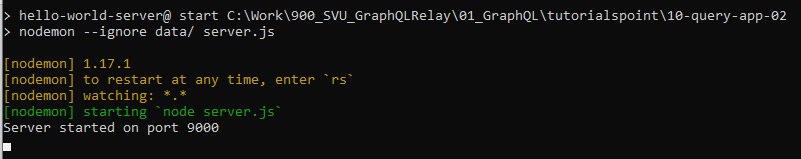 > hello-world-server@ start C:\Work\900_SVU_GraphQLRelay\01_GraphQL\tutorialspoint\10-query-app-02
> nodemon --ignore data/ server.js
[nodemon] 1.17.1
[nodemon] to restart at any time, enter `rs`
[nodemon] watching: *.*
[nodemon] starting `node server.js`
Server started on port 9000